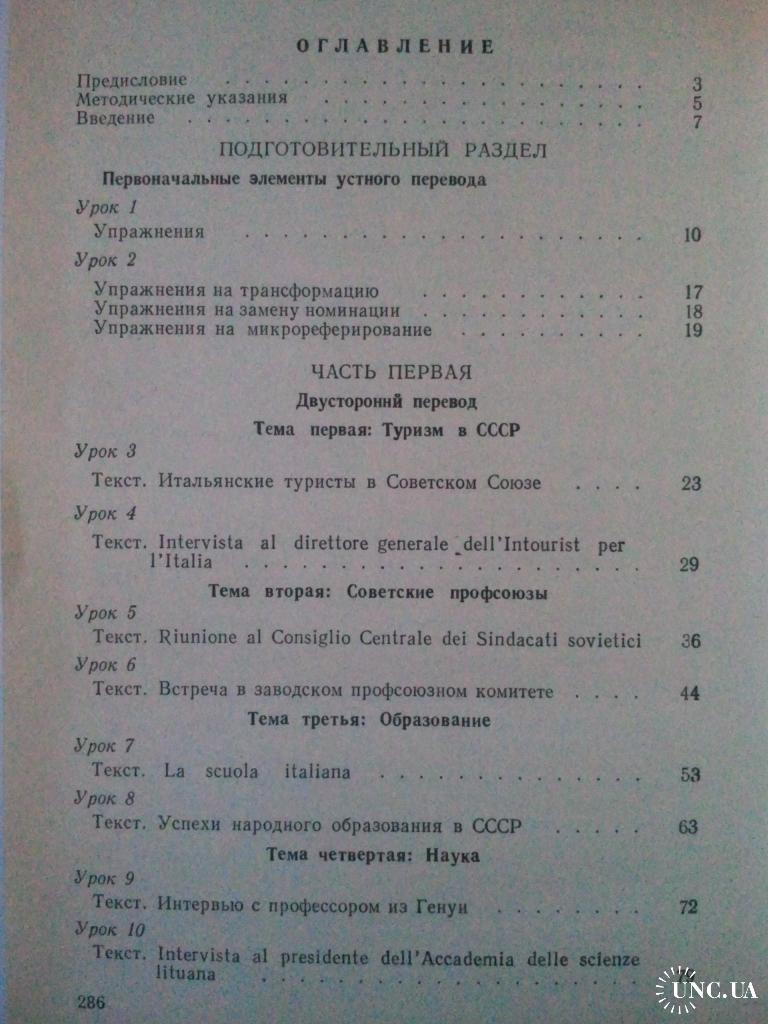 ОГЛАВЛЕНИЕ
Предисловие . . . . . . . . . . . . . . . . . . . 3
Методические указания . . . . . . . . . . . . . . 5
Введение . . . . . . . . . . . . . . . . . . . . . 7
ПОДГОТОВИТЕЛЬНЫЙ РАЗДЕЛ
Первоначальные элементы устного перевода
Урок 1
Упражнения . . . . . . . . . . . . . . . . . . 10
Урок 2
Упражнения на трансформацию . . . . . . . . . 17
Упражнения на замену номинации . . . . . . . . . 18
Упражнения на микрореферирование . . . . . . . 19
ЧАСТЬ ПЕРВАЯ
Двустороннй перевод
Тема первая: Туризм в СССР
Урок 3
Текст. Итальянские туристы в Советском Союзе . . . . 23
Урок 4
Текст. Intervista al direttore generale dell'Intourist per
l'Italia . . . . . . . . . . . . . . . . . . 29
Тема вторая: Советские профсоюзы
Урок 5
Текст. Riunione al Consiglio Centrale dei Sindacati sovietici 36
Урок 6
Текст. Встреча в заводском профсоюзном комитете . . . . 44
Тема третья: Образование
Урок 7
Текст. La scuola italiana . . . . . . . . . . . . 53
Урок 8
Текст. Успехи народного образования в СССР . . . . . 63
Тема четвертая: Наука
Урок 9
Текст. Интервью с профессором из Генуи . . . . . . . . 72
Урок 10
Текст. Intervista al presidente dell'Accademia delle scienze
lituana . . . . . . . . . . . . . . . . . .
286
UNC.UA